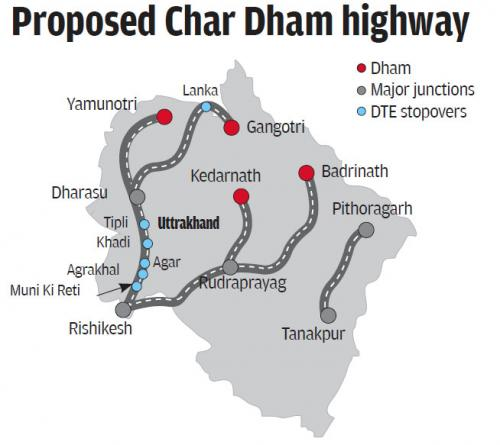 Proposed Char Dham highway
Dham
Major junctions
DTE stopovers
Lanka
Yamunotri
Gangotri
Kedarnath
Badrinath
Dharasu
Pithoragarh
Tipli
Uttrakhand
Khadi
Agar
Agrakhal
Muni Ki Reti
Rudraprayag
Rishikesh
Tanakpur